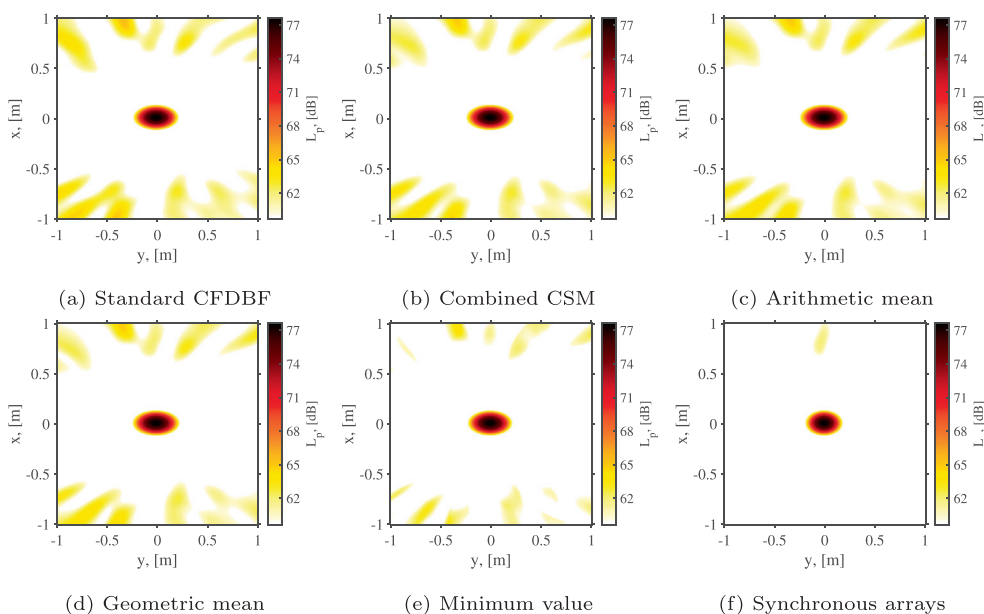 1
0.5
0
-0.5
-1
x, [m]
-1 -0.5 0 0.5 1
y, [m]
77
74
71
68
65
62
L_p, [dB]
(a) Standard CFDBF
1
0.5
0
-0.5
-1
x, [m]
-1 -0.5 0 0.5 1
y, [m]
77
74
71
68
65
62
L_p, [dB]
(b) Combined CSM
1
0.5
0
-0.5
-1
x, [m]
-1 -0.5 0 0.5 1
y, [m]
77
74
71
68
65
62
L , [dB]
(c) Arithmetic mean
1
0.5
0
-0.5
-1
x, [m]
-1 -0.5 0 0.5 1
y, [m]
77
74
71
68
65
62
L_p, [dB]
(d) Geometric mean
1
0.5
0
-0.5
-1
x, [m]
-1 -0.5 0 0.5 1
y, [m]
77
74
71
68
65
62
L_p, [dB]
(e) Minimum value
1
0.5
0
-0.5
-1
x, [m]
-1 -0.5 0 0.5 1
y, [m]
77
74
71
68
65
62
L , [dB]
(f) Synchronous arrays